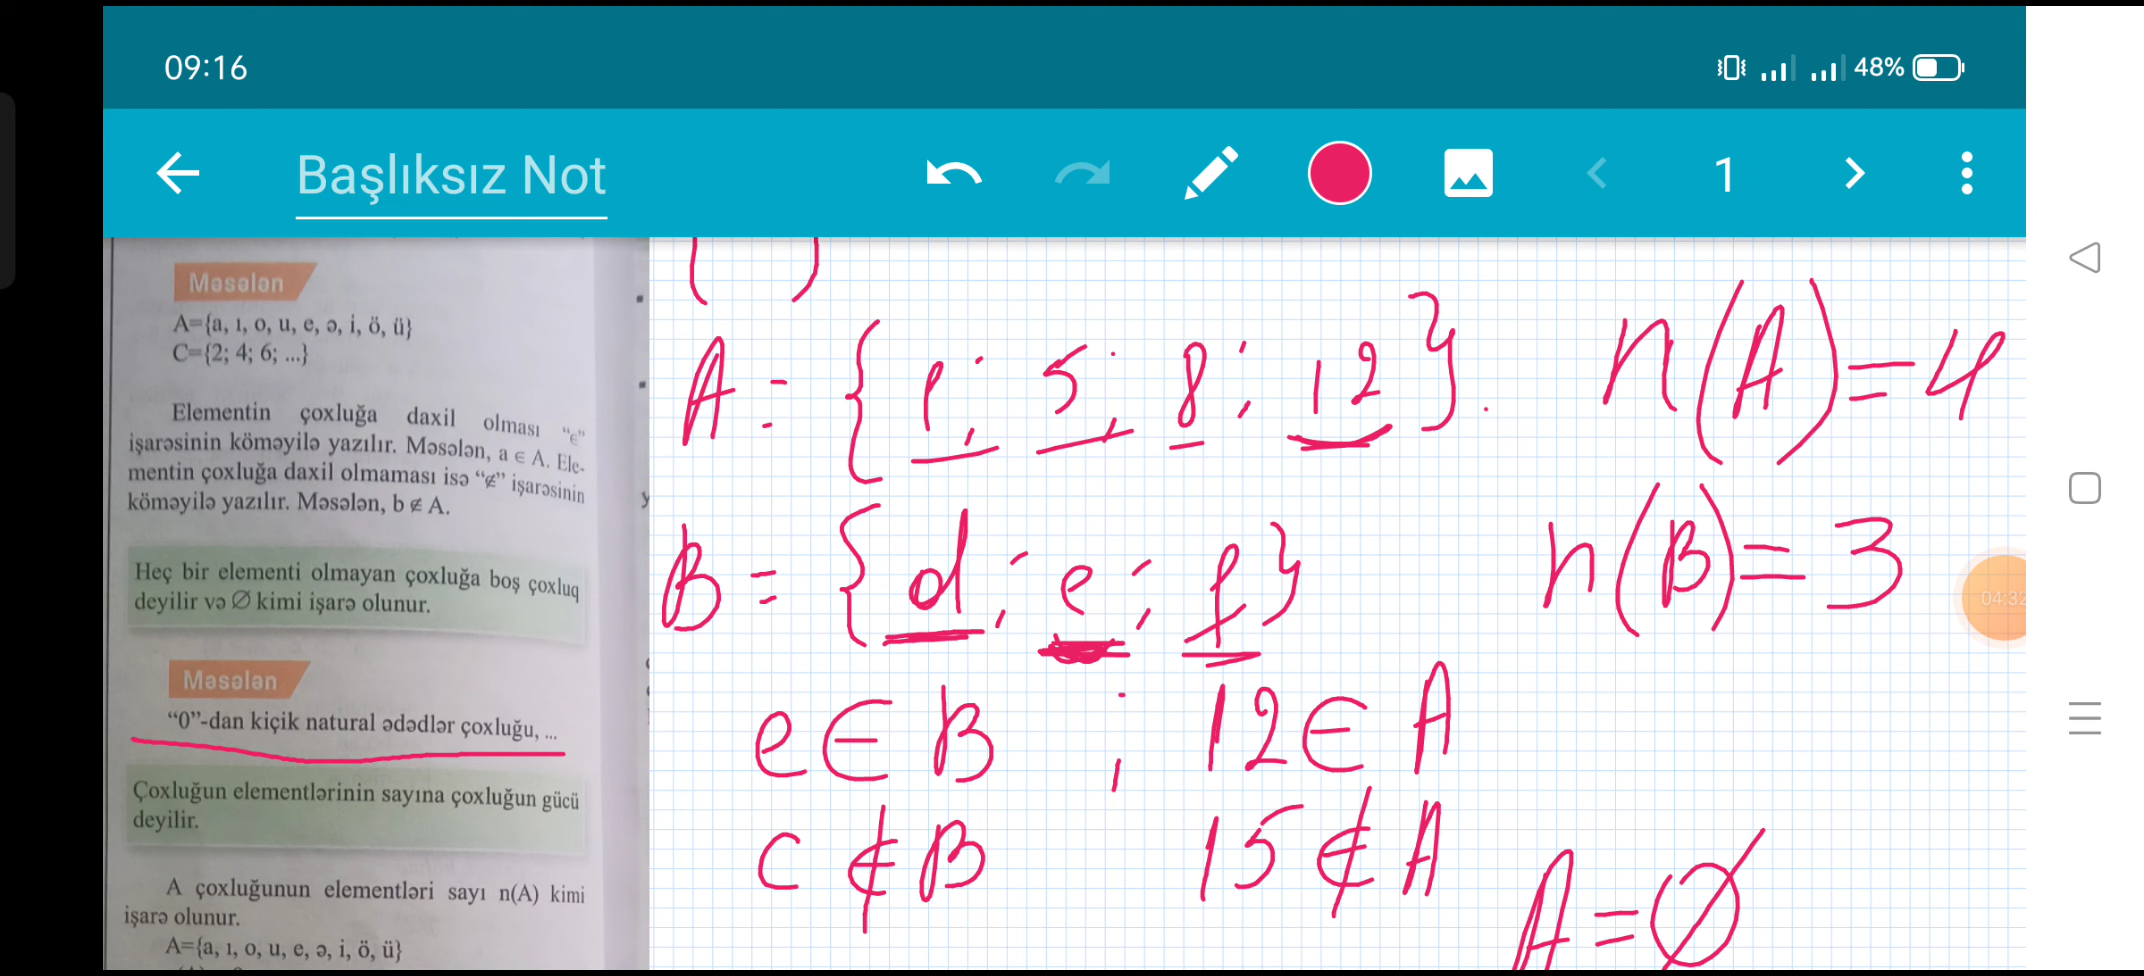 09:16
48%
Başlıksız Not
1
Məsələn
A={a, ı, o, u, e, ə, i, ö, ü}
C={2; 4; 6; ...}
Elementin çoxluğa daxil olması “∈”
işarəsinin köməyilə yazılır. Məsələn, a ∈ A. Ele-
mentin çoxluğa daxil olmaması isə “∉” işarəsinin
köməyilə yazılır. Məsələn, b ∉ A.
Heç bir elementi olmayan çoxluğa boş çoxluq
deyilir və ∅ kimi işarə olunur.
Məsələn
“0”-dan kiçik natural ədədlər çoxluğu, ...
Çoxluğun elementlərinin sayına çoxluğun gücü
deyilir.
A çoxluğunun elementləri sayı n(A) kimi
işarə olunur.
A={a, ı, o, u, e, ə, i, ö, ü}
A = {1; 5; 8; 12}. n(A)=4
B = {d; e; f} n(B)=3
e ∈ B ; 12 ∈ A
c ∉ B 15 ∉ A
A = ∅
04:32